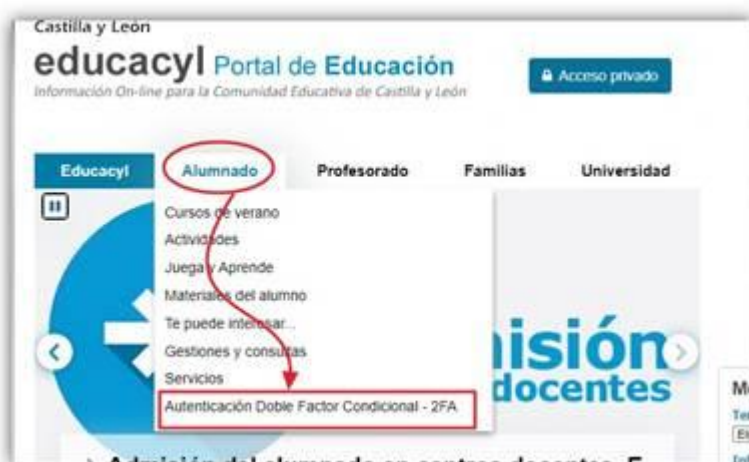 Castilla y León
educacyl Portal de Educación
Información On-line para la Comunidad Educativa de Castilla y León
Acceso privado
Educacyl Alumnado Profesorado Familias Universidad
Cursos de verano
Actividades
Juega y Aprende
Materiales del alumno
Te puede interesar...
Gestiones y consultas
Servicios
Autenticación Doble Factor Condicional - 2FA
isión
docentes
Admisión del alumnado en centros docentes. E